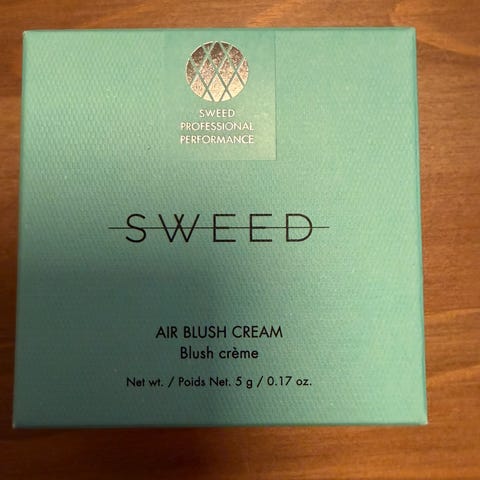 SWEED
PROFESSIONAL
PERFORMANCE
SWEED
AIR BLUSH CREAM
Blush crème
Net wt. / Poids Net. 5 g / 0.17 oz.